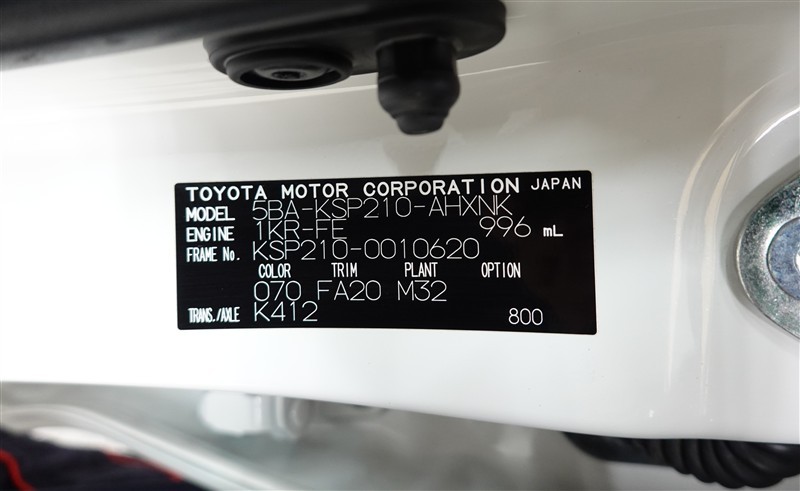 TOYOTA MOTOR CORPORATION JAPAN
MODEL 5BA-KSP210-AHXNK
ENGINE 1KR-FE 996 mL
FRAME No. KSP210-0010620
COLOR TRIM PLANT OPTION
070 FA20 M32
TRANS./AXLE K412 800